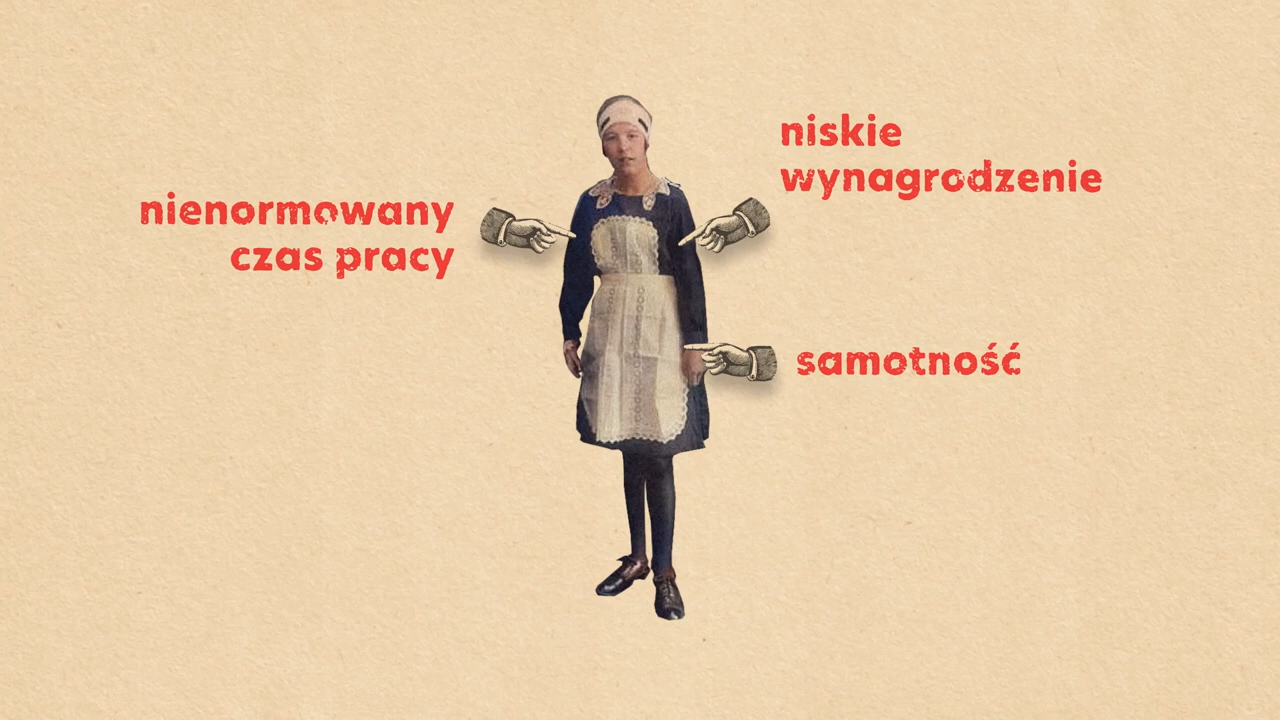 nienormowany
czas pracy
niskie
wynagrodzenie
samotność